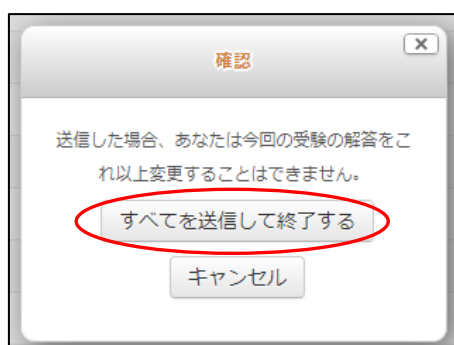 確認
送信した場合、あなたは今回の受験の解答をこ
れ以上変更することはできません。
すべてを送信して終了する
キャンセル